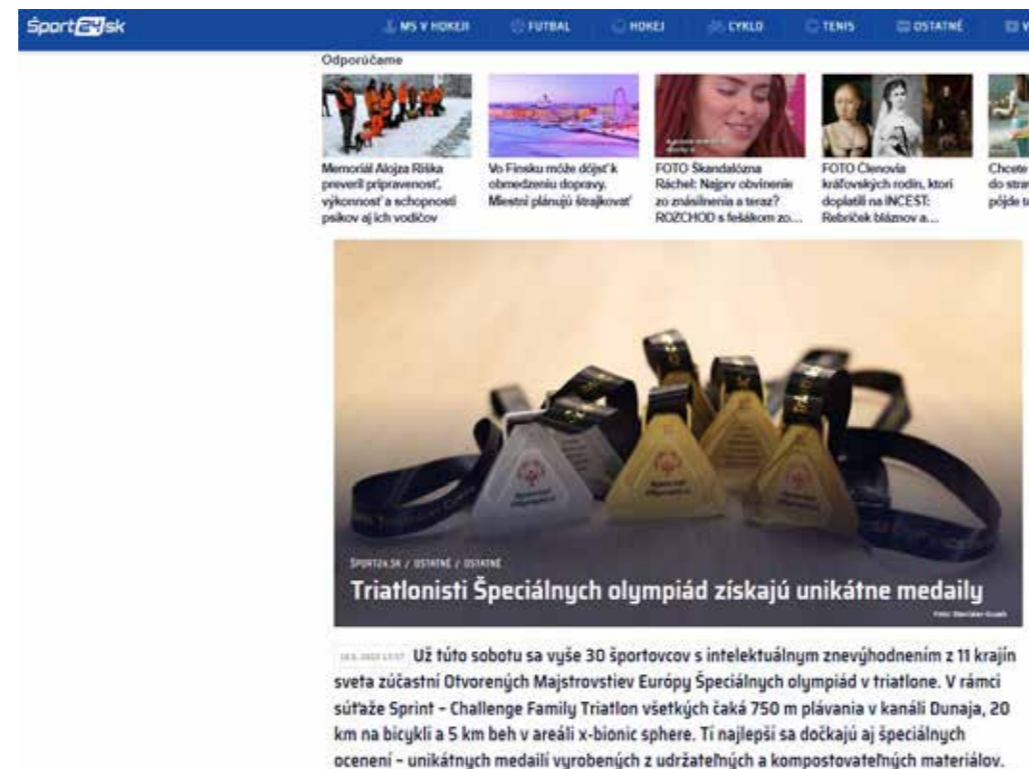 Šport24.sk
MS V HOKEJI
FUTBAL
HOKEJ
CYKLO
TENIS
OSTATNÉ
Odporúčame
Memoriál Alojza Riška
preveril pripravenosť,
výkonnosť a schopnosti
psíkov aj ich vodičov
Vo Fínsku môže dôjsť k
obmedzeniu dopravy.
Miestni plánujú štrajkovať
FOTO Škandalózna
Ráchel: Najprv obvinenie
zo znásilnenia a teraz?
ROZCHOD s fešákom zo...
FOTO Členovia
kráľovských rodín, ktorí
doplatili na INCEST:
Rebríček bláznov a...
Chcete
do stra
pôjde t
Special
Olympics
Special
Olympics
Special
Olympics
ŠPORT24.SK / OSTATNÉ / OSTATNÉ
Triatlonisti Špeciálnych olympiád získajú unikátne medaily
Už túto sobotu sa vyše 30 športovcov s intelektuálnym znevýhodnením z 11 krajín
sveta zúčastní Otvorených Majstrovstiev Európy Špeciálnych olympiád v triatlone. V rámci
súťaže Sprint – Challenge Family Triatlon všetkých čaká 750 m plávania v kanáli Dunaja, 20
km na bicykli a 5 km beh v areáli x-bionic sphere. Tí najlepší sa dočkajú aj špeciálnych
ocenení – unikátnych medailí vyrobených z udržateľných a kompostovateľných materiálov.